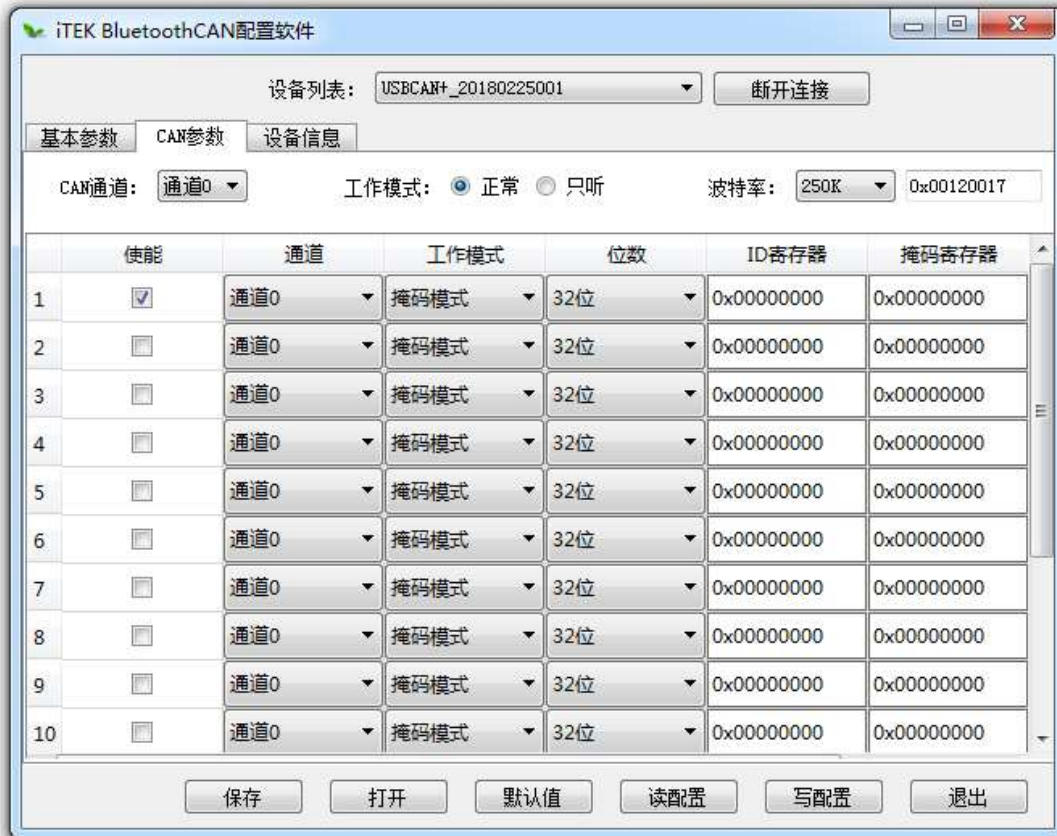 iTEK BluetoothCAN配置软件
设备列表： USBCAN+_20180225001 断开连接
基本参数 CAN参数 设备信息
CAN通道： 通道0 工作模式： 正常 只听 波特率： 250K 0x00120017
使能 通道 工作模式 位数 ID寄存器 掩码寄存器
1 通道0 掩码模式 32位 0x00000000 0x00000000
2 通道0 掩码模式 32位 0x00000000 0x00000000
3 通道0 掩码模式 32位 0x00000000 0x00000000
4 通道0 掩码模式 32位 0x00000000 0x00000000
5 通道0 掩码模式 32位 0x00000000 0x00000000
6 通道0 掩码模式 32位 0x00000000 0x00000000
7 通道0 掩码模式 32位 0x00000000 0x00000000
8 通道0 掩码模式 32位 0x00000000 0x00000000
9 通道0 掩码模式 32位 0x00000000 0x00000000
10 通道0 掩码模式 32位 0x00000000 0x00000000
保存 打开 默认值 读配置 写配置 退出